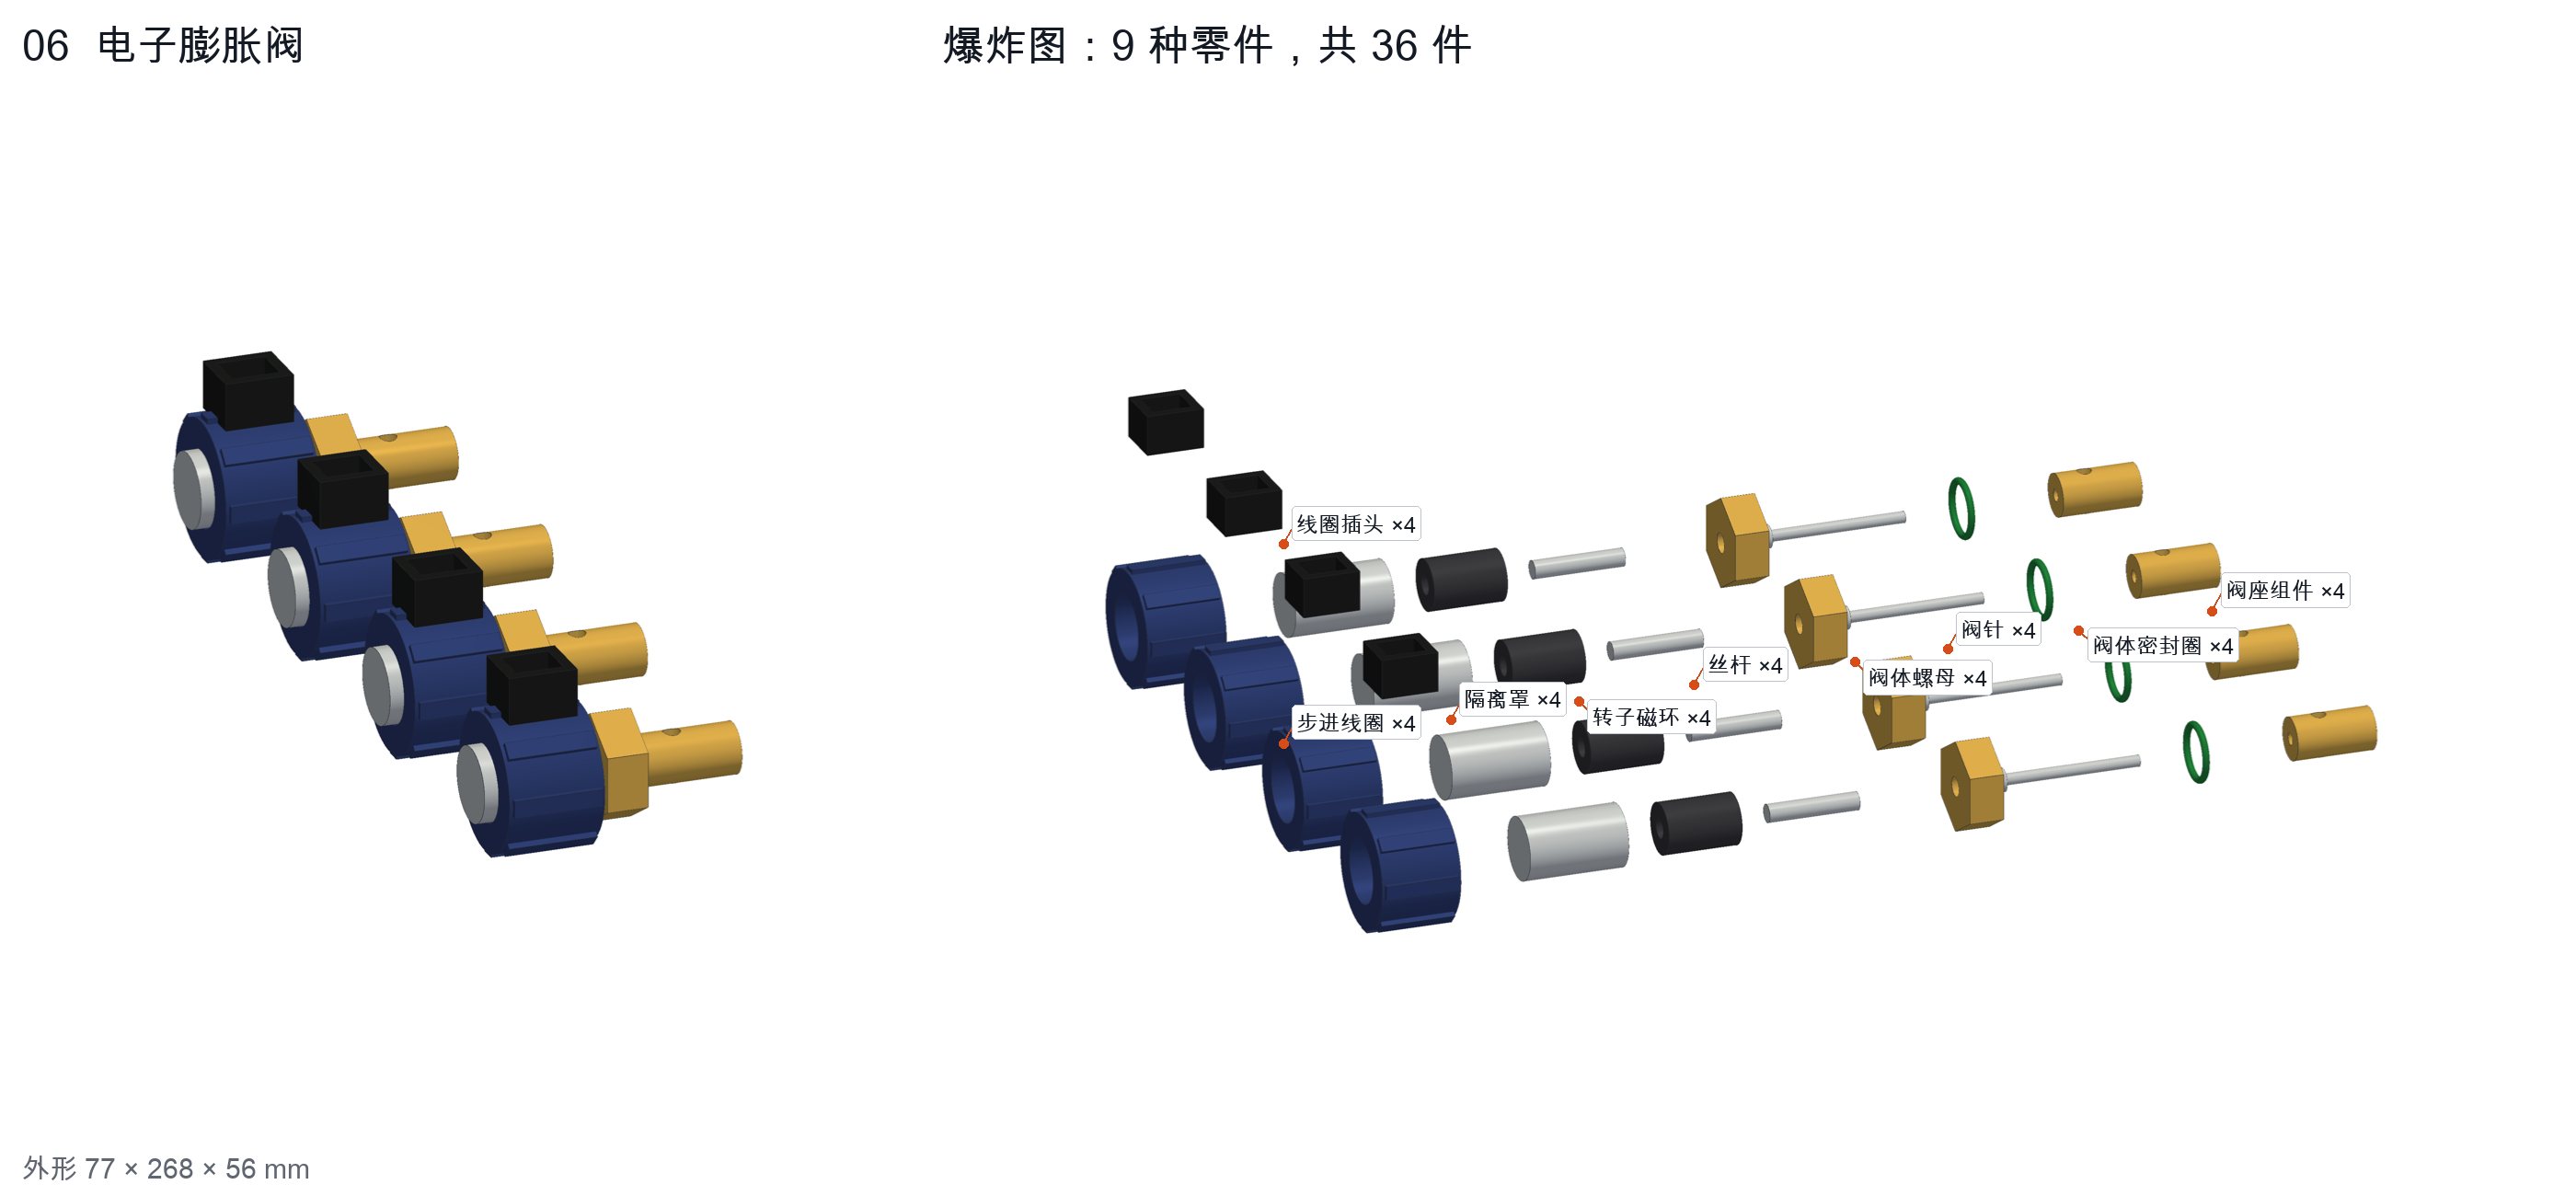 06 电子膨胀阀
爆炸图：9 种零件，共 36 件
线圈插头 ×4
阀座组件 ×4
阀针 ×4
阀体密封圈 ×4
丝杆 ×4
阀体螺母 ×4
隔离罩 ×4
转子磁环 ×4
步进线圈 ×4
外形 77 × 268 × 56 mm